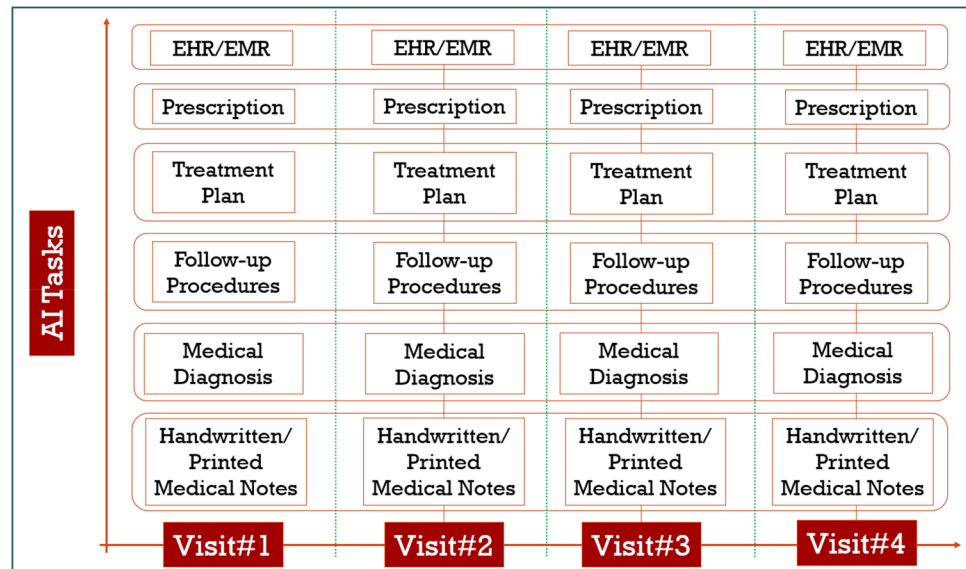 EHR/EMR
EHR/EMR
EHR/EMR
EHR/EMR
Prescription
Prescription
Prescription
Prescription
Treatment
Plan
Treatment
Plan
Treatment
Plan
Treatment
Plan
Follow-up
Procedures
Follow-up
Procedures
Follow-up
Procedures
Follow-up
Procedures
Medical
Diagnosis
Medical
Diagnosis
Medical
Diagnosis
Medical
Diagnosis
Handwritten/
Printed
Medical Notes
Handwritten/
Printed
Medical Notes
Handwritten/
Printed
Medical Notes
Handwritten/
Printed
Medical Notes
AI Tasks
Visit#1
Visit#2
Visit#3
Visit#4